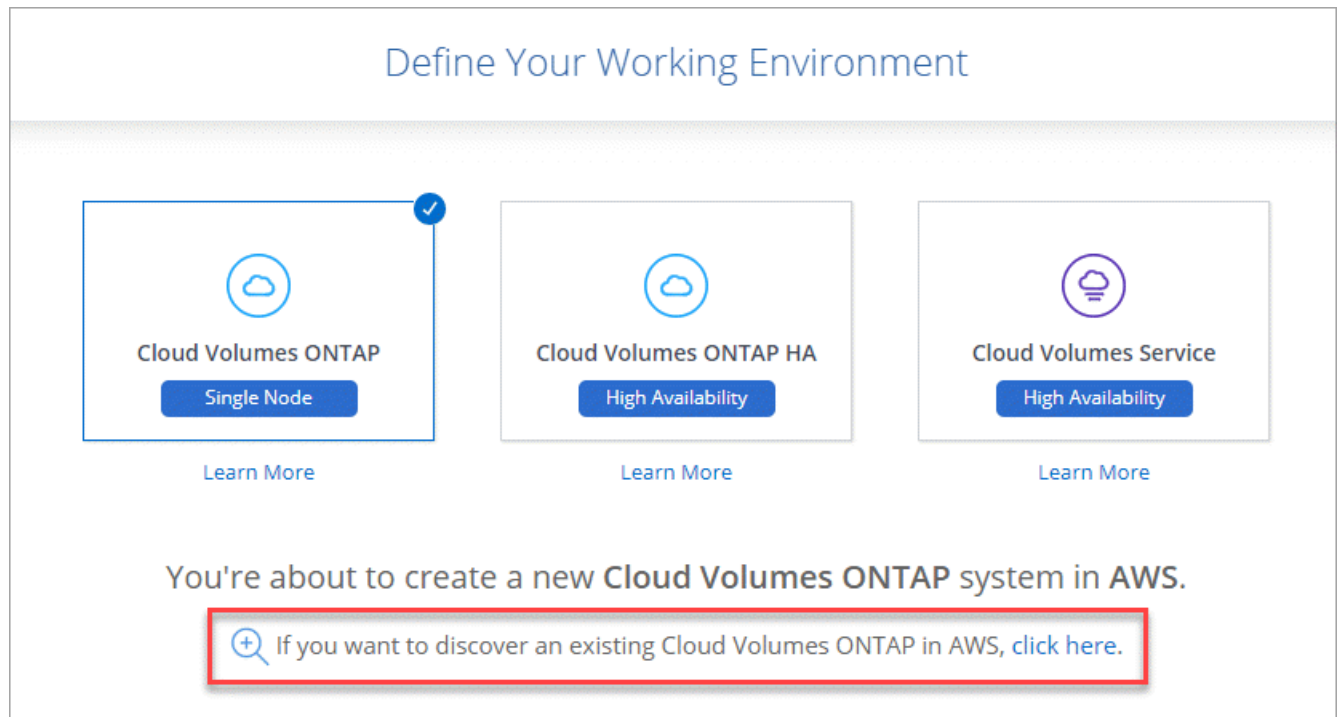 Define Your Working Environment
Cloud Volumes ONTAP
Single Node
Learn More
Cloud Volumes ONTAP HA
High Availability
Learn More
Cloud Volumes Service
High Availability
Learn More
You're about to create a new Cloud Volumes ONTAP system in AWS.
If you want to discover an existing Cloud Volumes ONTAP in AWS, click here.